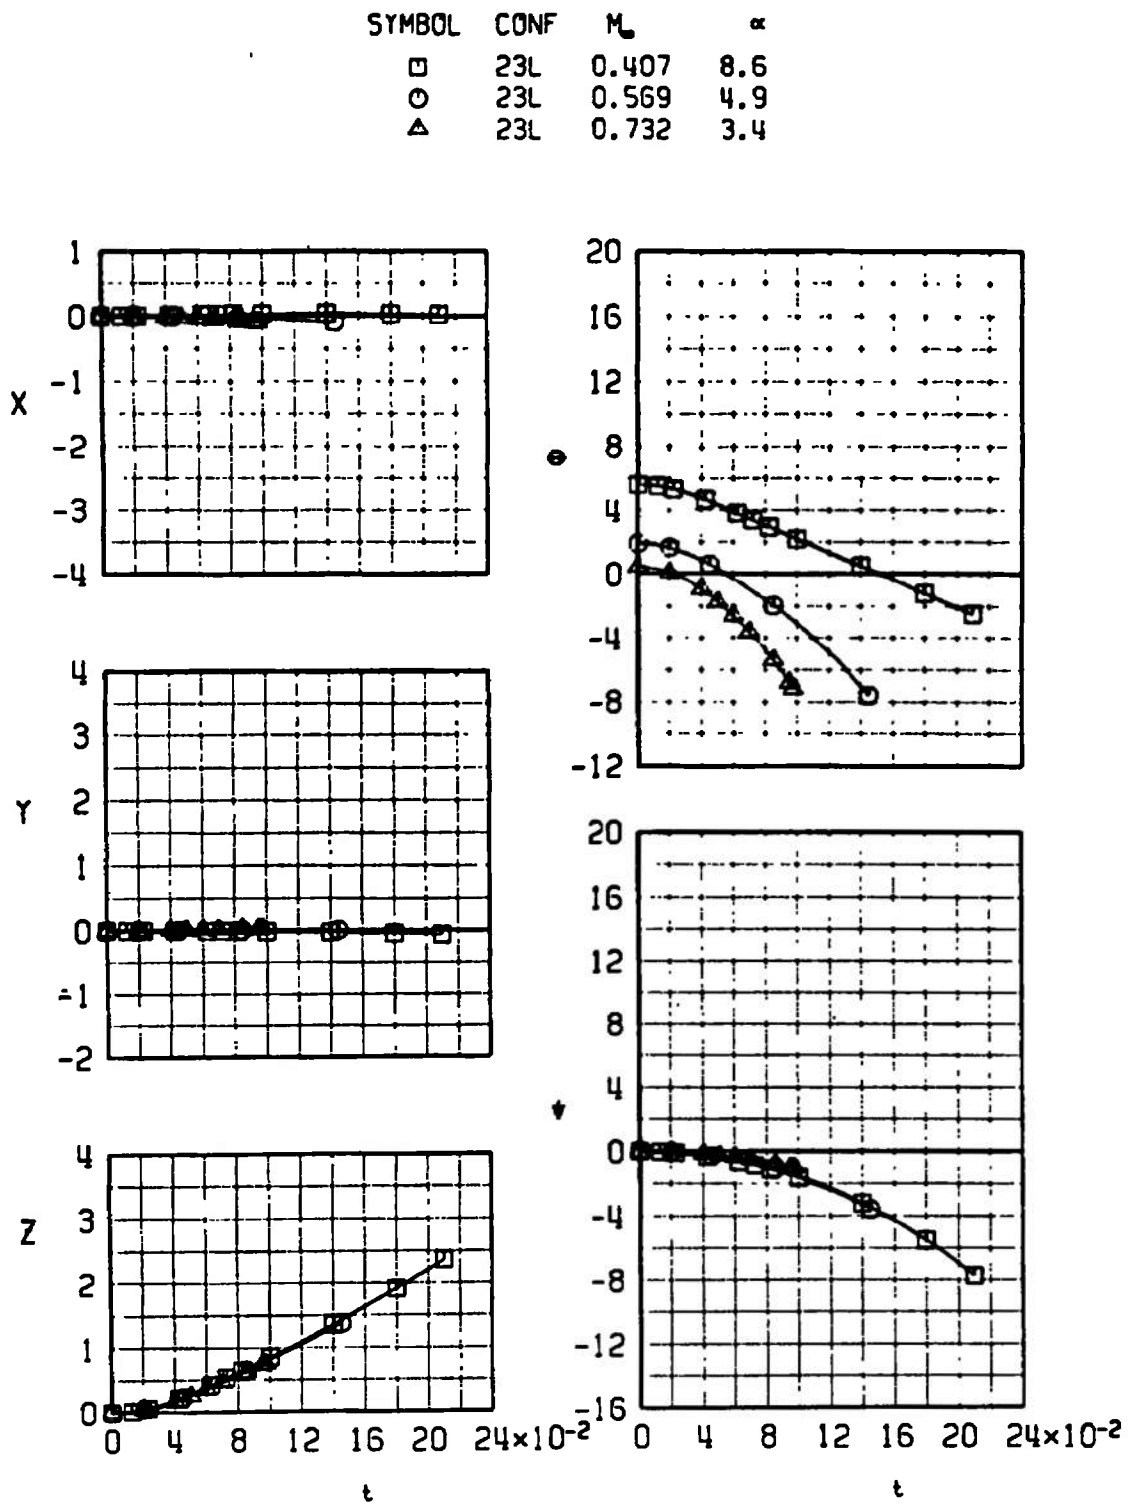 SYMBOL CONF M∞ α
□ 23L 0.407 8.6
○ 23L 0.569 4.9
△ 23L 0.732 3.4
X
1
0
-1
-2
-3
-4
θ
20
16
12
8
4
0
-4
-8
-12
Y
4
3
2
1
0
-1
-2
ψ
20
16
12
8
4
0
-4
-8
-12
-16
Z
4
3
2
1
0
0 4 8 12 16 20 24×10-2
t
0 4 8 12 16 20 24×10-2
t